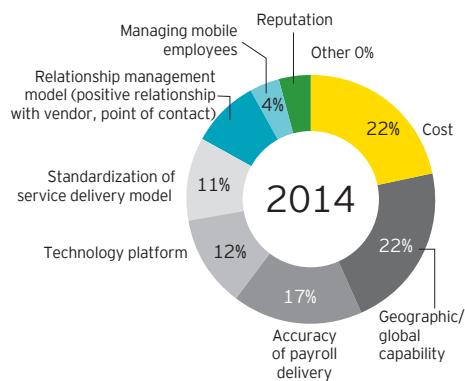 Reputation
Managing mobile
employees
Other 0%
Relationship management
model (positive relationship
with vendor, point of contact)
4%
22%
Cost
Standardization of
service delivery model
11%
2014
Technology platform
12%
22%
17%
Geographic/
global
capability
Accuracy
of payroll
delivery